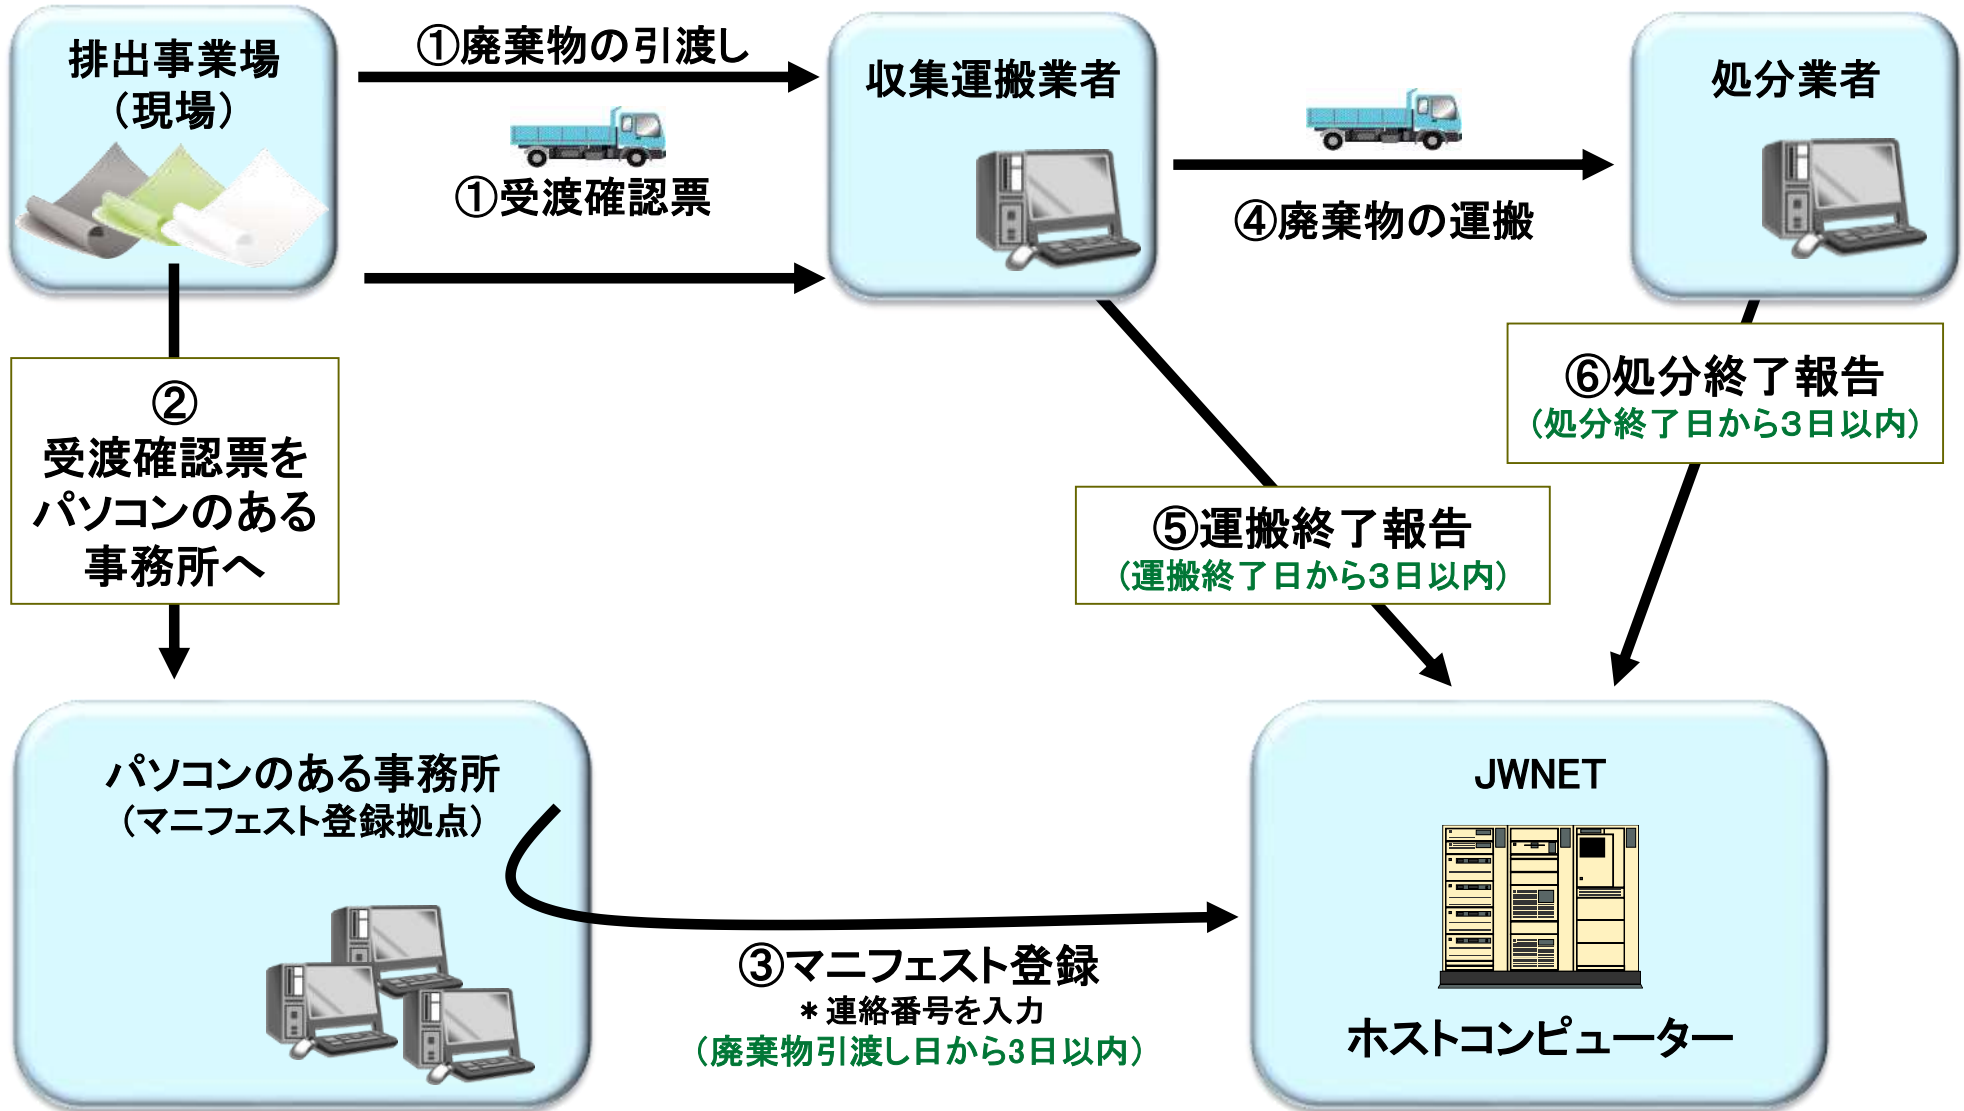 排出事業場
（現場）
①廃棄物の引渡し
①受渡確認票
収集運搬業者
④廃棄物の運搬
処分業者
②
受渡確認票を
パソコンのある
事務所へ
⑥処分終了報告
（処分終了日から３日以内）
⑤運搬終了報告
（運搬終了日から３日以内）
パソコンのある事務所
（マニフェスト登録拠点）
③マニフェスト登録
＊連絡番号を入力
（廃棄物引渡し日から3日以内）
JWNET
ホストコンピューター